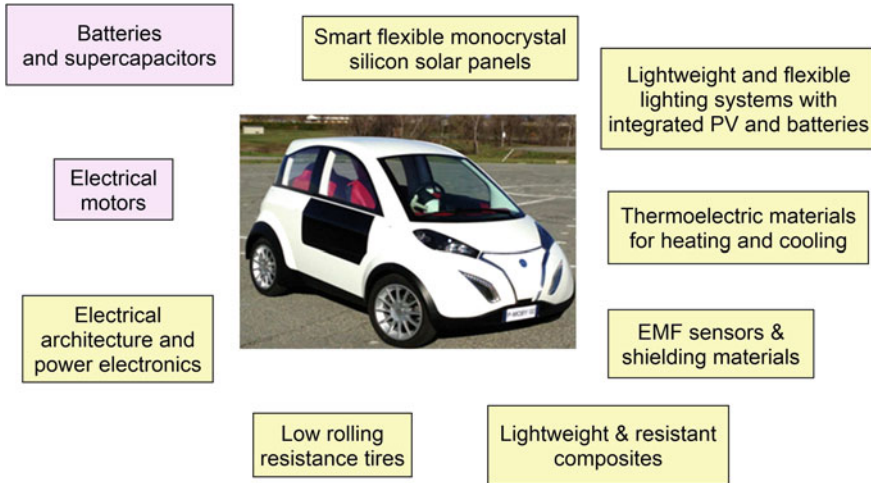 Batteries
and supercapacitors
Smart flexible monocrystal
silicon solar panels
Lightweight and flexible
lighting systems with
integrated PV and batteries
Electrical
motors
Thermoelectric materials
for heating and cooling
Electrical
architecture and
power electronics
EMF sensors &
shielding materials
Low rolling
resistance tires
Lightweight & resistant
composites